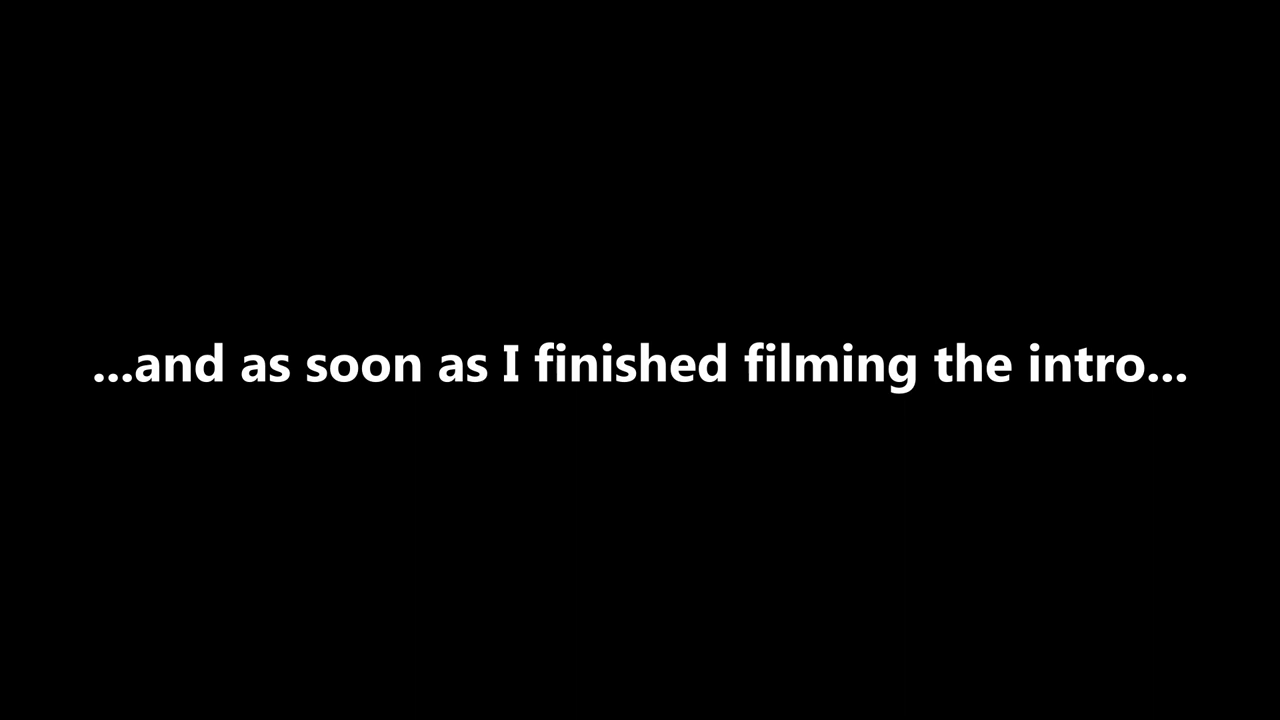 ...and as soon as I finished filming the intro...